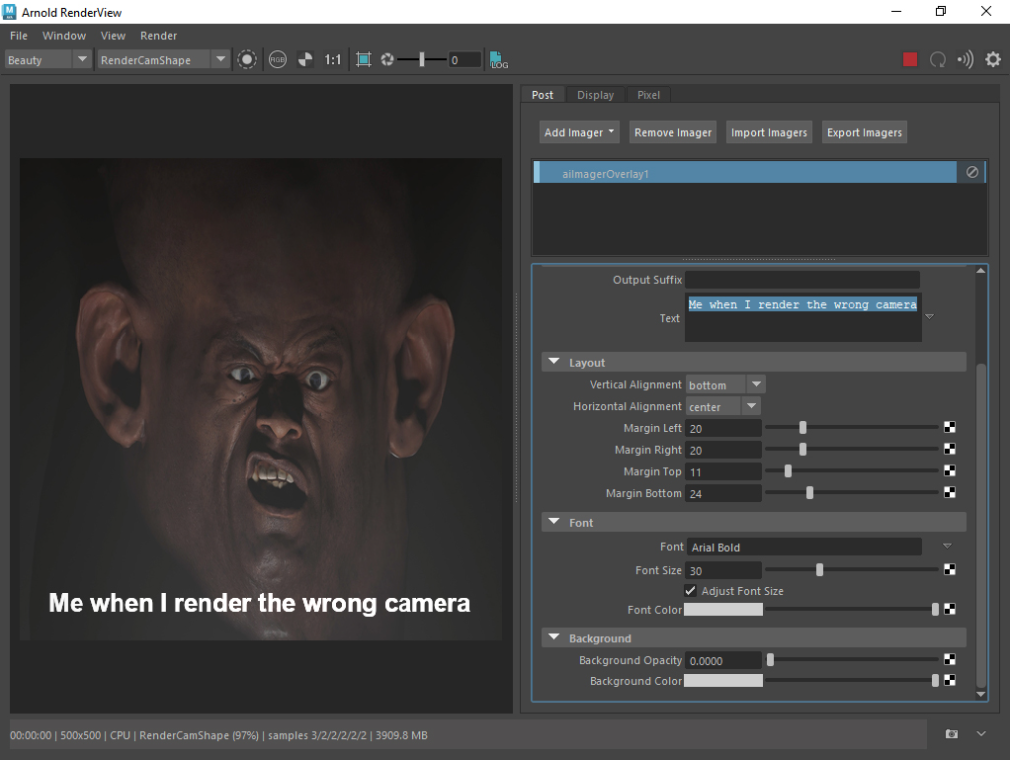 Arnold RenderView
File Window View Render
Beauty RenderCamShape RGB 1:1 0 LOG
Post Display Pixel
Add Imager Remove Imager Import Imagers Export Imagers
aiImagerOverlay1
Output Suffix
Text Me when I render the wrong camera
Layout
Vertical Alignment bottom
Horizontal Alignment center
Margin Left 20
Margin Right 20
Margin Top 11
Margin Bottom 24
Font
Font Arial Bold
Font Size 30
Adjust Font Size
Font Color
Background
Background Opacity 0.0000
Background Color
Me when I render the wrong camera
00:00:00 | 500x500 | CPU | RenderCamShape (97%) | samples 3/2/2/2/2/2 | 3909.8 MB